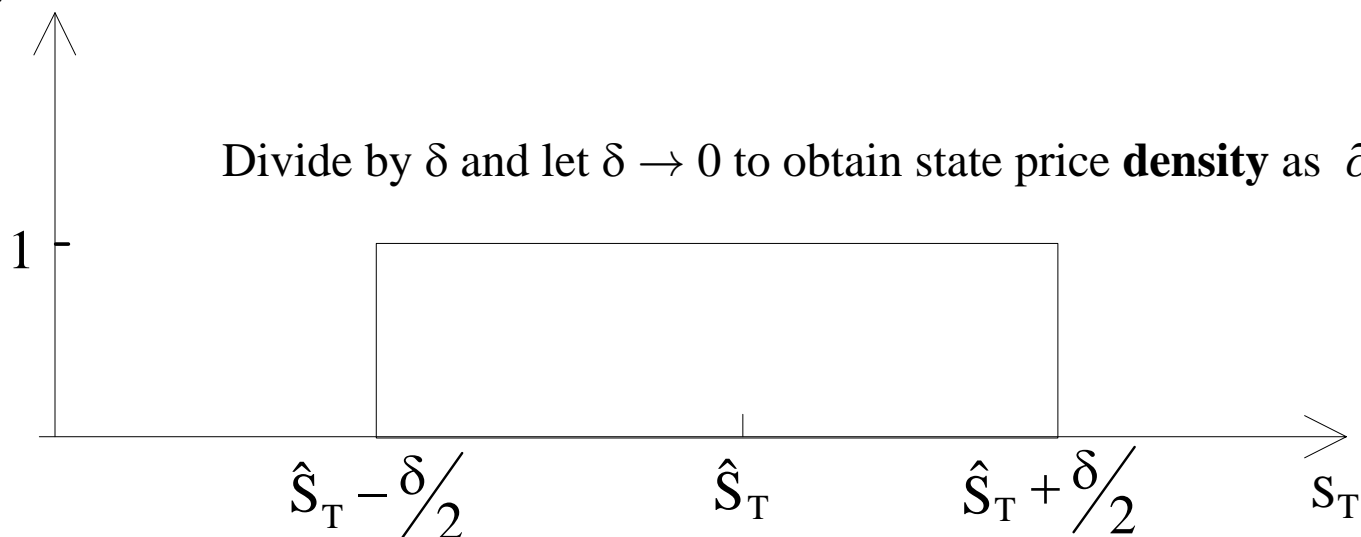 Divide by δ and let δ → 0 to obtain state price density as
1
Ŝ_T − δ/2 Ŝ_T Ŝ_T + δ/2 S_T